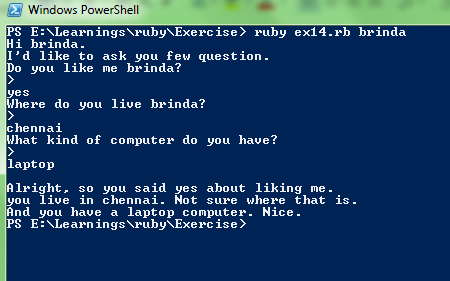 Windows PowerShell
PS E:\Learnings\ruby\Exercise> ruby ex14.rb brinda
Hi brinda.
I'd like to ask you few question.
Do you like me brinda?
>
yes
Where do you live brinda?
>
chennai
What kind of computer do you have?
>
laptop
Alright, so you said yes about liking me.
you live in chennai. Not sure where that is.
And you have a laptop computer. Nice.
PS E:\Learnings\ruby\Exercise>